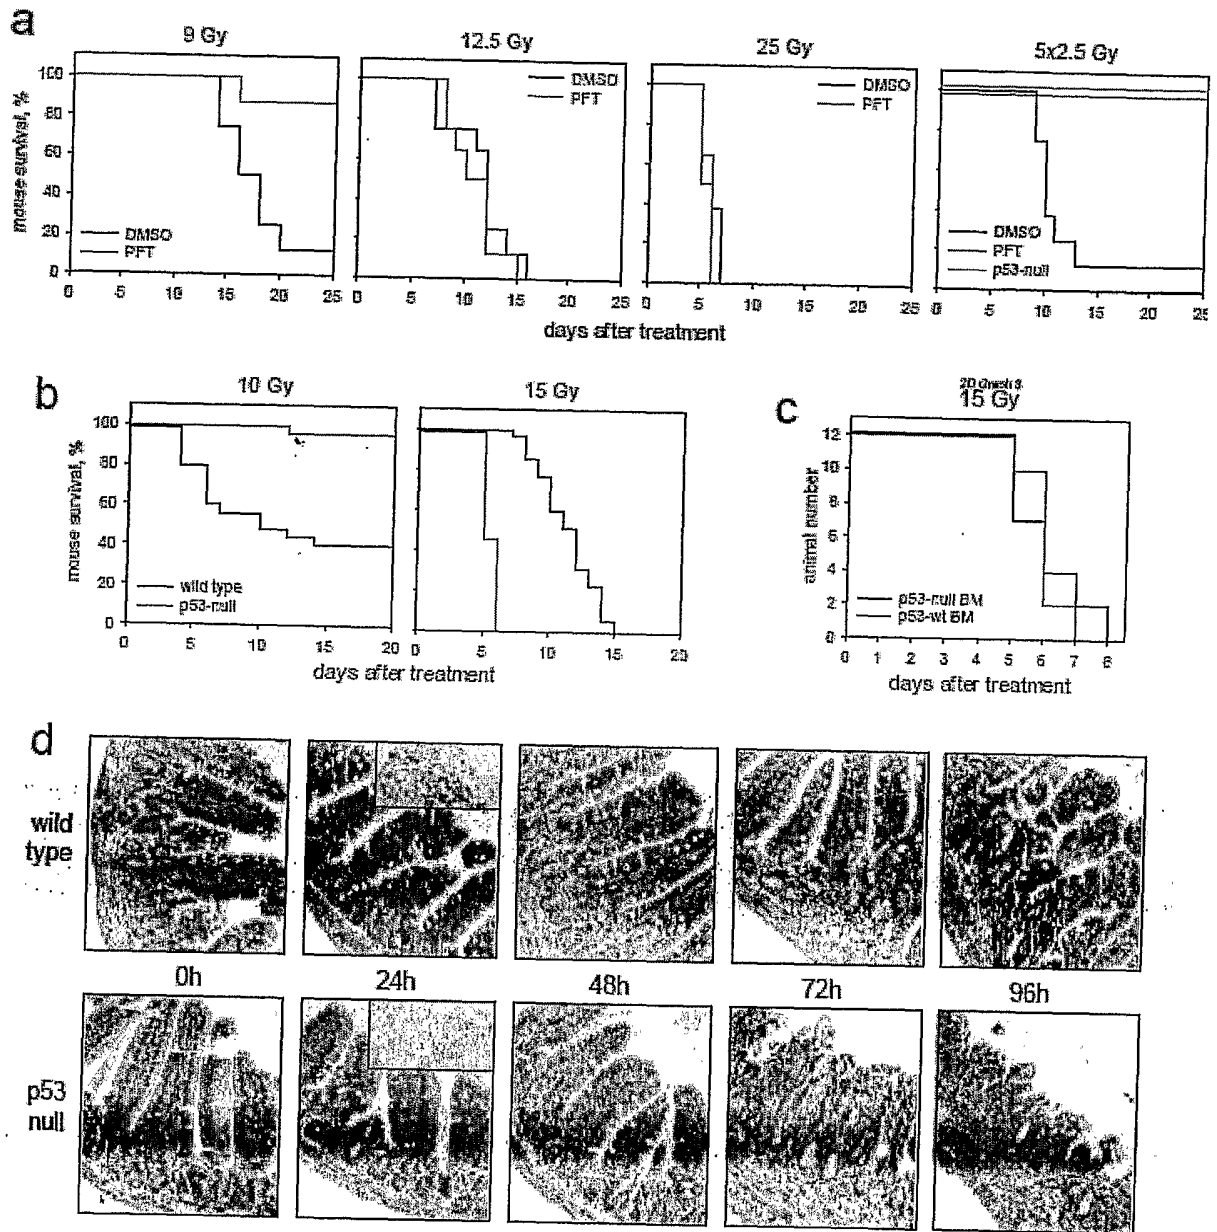 a
9 Gy
12.5 Gy
25 Gy
5x2.5 Gy
mouse survival, %
100
80
60
40
20
0
DMSO
PFT
DMSO
PFT
DMSO
PFT
DMSO
PFT
p53-null
0 5 10 15 20 25
0 5 10 15 20 25
0 5 10 15 20 25
0 5 10 15 20
days after treatment
b
10 Gy
15 Gy
mouse survival, %
100
80
60
40
20
0
wild type
p53-null
0 5 10 15 20
0 5 10 15 20
days after treatment
c
15 Gy
animal number
12
10
8
6
4
2
0
p53-null BM
p53-wt BM
0 1 2 3 4 5 6 7 8
days after treatment
d
wild
type
0h
24h
48h
72h
96h
p53
null